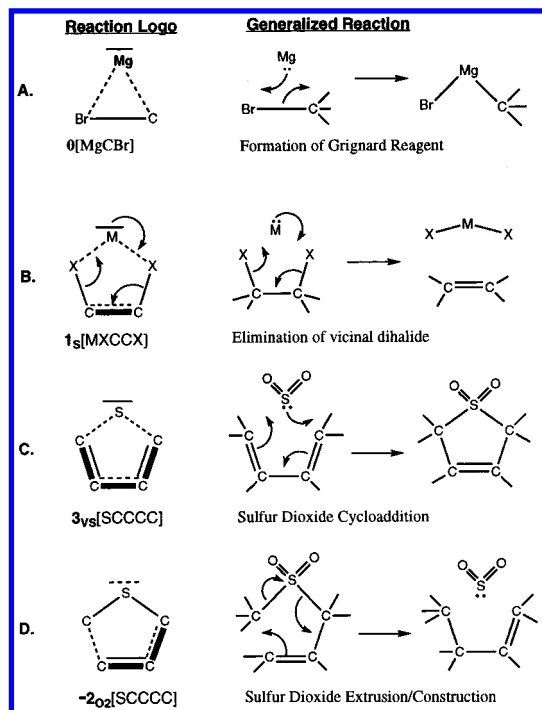 Reaction Logo Generalized Reaction
A.
Mg
Br C
0[MgCBr]
Mg
Br C
Mg
Br C
Formation of Grignard Reagent
B.
M
X X
C C
1S[MXCCX]
M
X X
C C
X M X
C C
Elimination of vicinal dihalide
C.
S
C C
C C
3VS[SCCCC]
O O
S
C C
C C
O O
S
C C
C C
Sulfur Dioxide Cycloaddition
D.
S
C C
C C
-2O2[SCCCC]
O O
S
C C
C C
O O
S
C C
C C
Sulfur Dioxide Extrusion/Construction